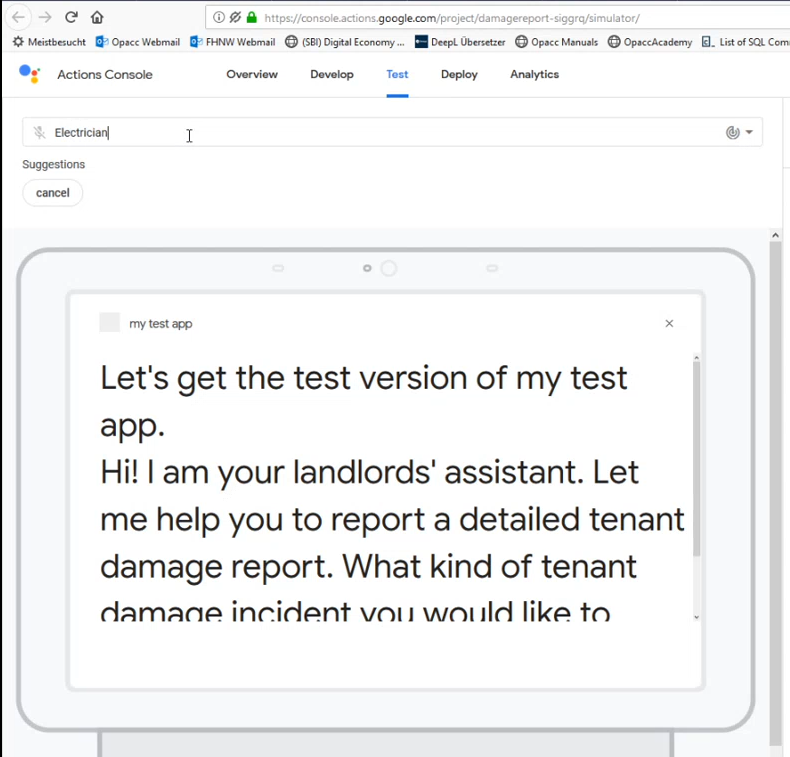 https://console.actions.google.com/project/damagereport-siggrq/simulator/
Meistbesucht Opacc Webmail FHNW Webmail (SBI) Digital Economy ... DeepL Übersetzer Opacc Manuals OpaccAcademy List of SQL Com
Actions Console Overview Develop Test Deploy Analytics
Electrician
Suggestions
cancel
my test app
Let's get the test version of my test
app.
Hi! I am your landlords' assistant. Let
me help you to report a detailed tenant
damage report. What kind of tenant
damage incident you would like to